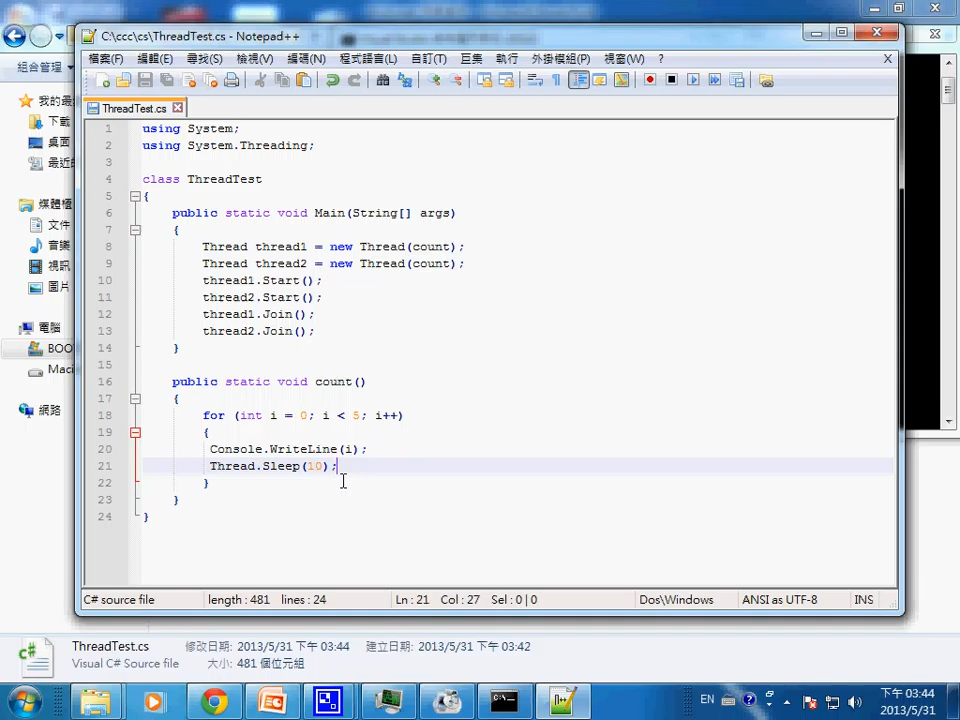 C:\ccc\cs\ThreadTest.cs - Notepad++
組合管理
檔案(F) 編輯(E) 尋找(S) 檢視(V) 編碼(N) 程式語言(L) 自訂(T) 巨集 執行 外掛模組(P) 視窗(W) ? X
我的最
下載
桌面
最近的
媒體櫃
文件
音樂
視訊
圖片
電腦
BOO
Maci
網路
ThreadTest.cs
1 using System;
2 using System.Threading;
3
4 class ThreadTest
5 {
6 public static void Main(String[] args)
7 {
8 Thread thread1 = new Thread(count);
9 Thread thread2 = new Thread(count);
10 thread1.Start();
11 thread2.Start();
12 thread1.Join();
13 thread2.Join();
14 }
15
16 public static void count()
17 {
18 for (int i = 0; i < 5; i++)
19 {
20 Console.WriteLine(i);
21 Thread.Sleep(10);
22 }
23 }
24 }
C# source file length : 481 lines : 24 Ln : 21 Col : 27 Sel : 0 | 0 Dos\Windows ANSI as UTF-8 INS
C#
ThreadTest.cs 修改日期: 2013/5/31 下午 03:44 建立日期: 2013/5/31 下午 03:42
Visual C# Source file 大小: 481 個位元組
EN
下午 03:44
2013/5/31